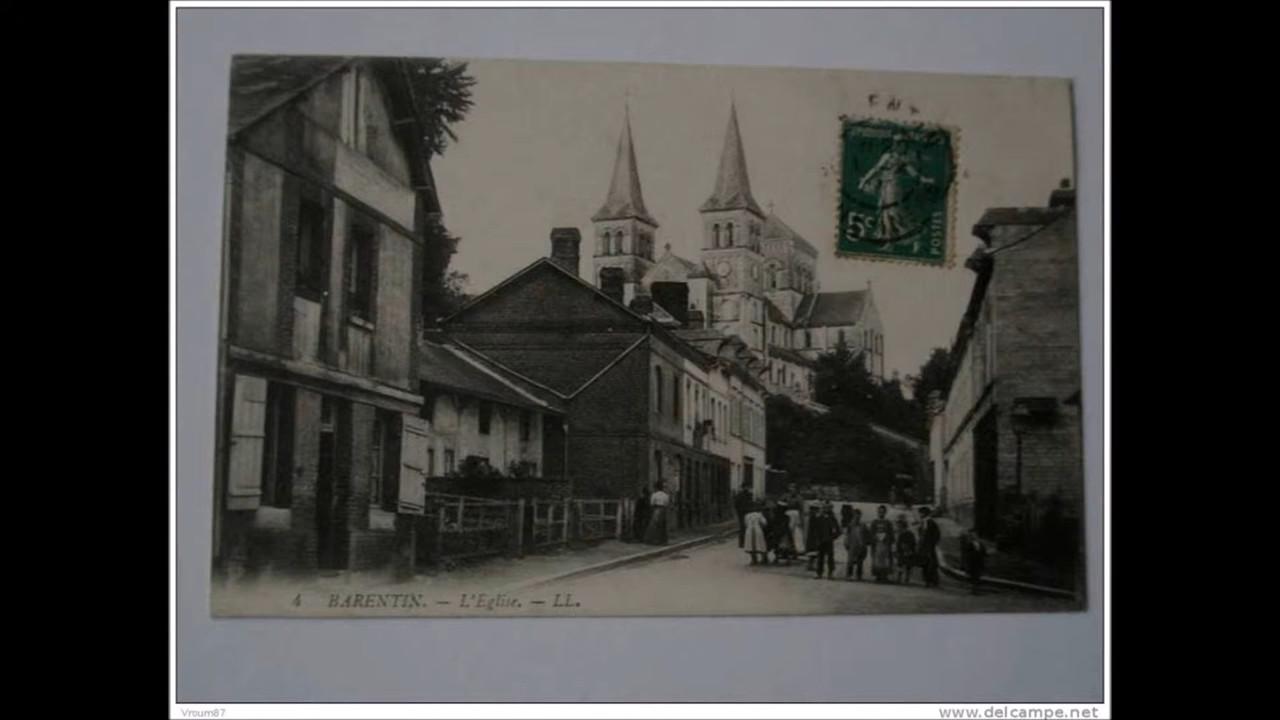 5c
POSTES
4 BARENTIN. — L'Eglise. — LL.
Vroum87
www.delcampe.net